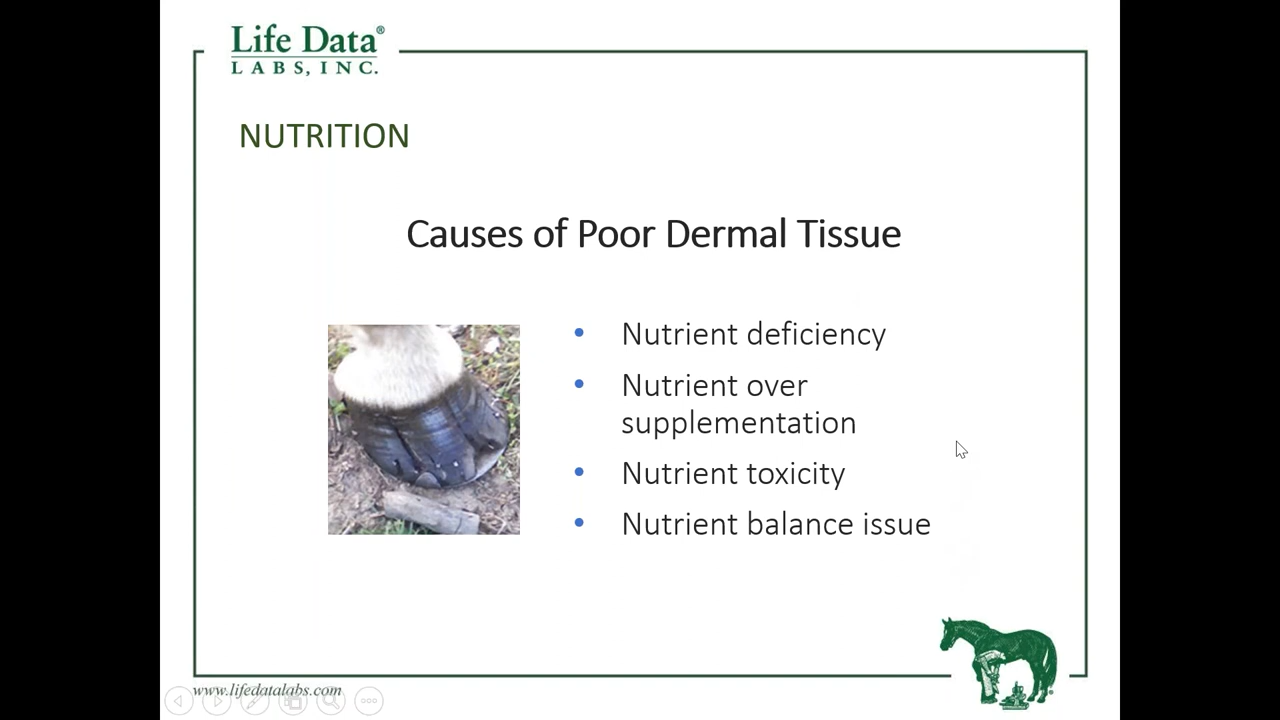 Life Data®
LABS, INC.
NUTRITION
Causes of Poor Dermal Tissue
• Nutrient deficiency
• Nutrient over
supplementation
• Nutrient toxicity
• Nutrient balance issue
www.lifedatalabs.com